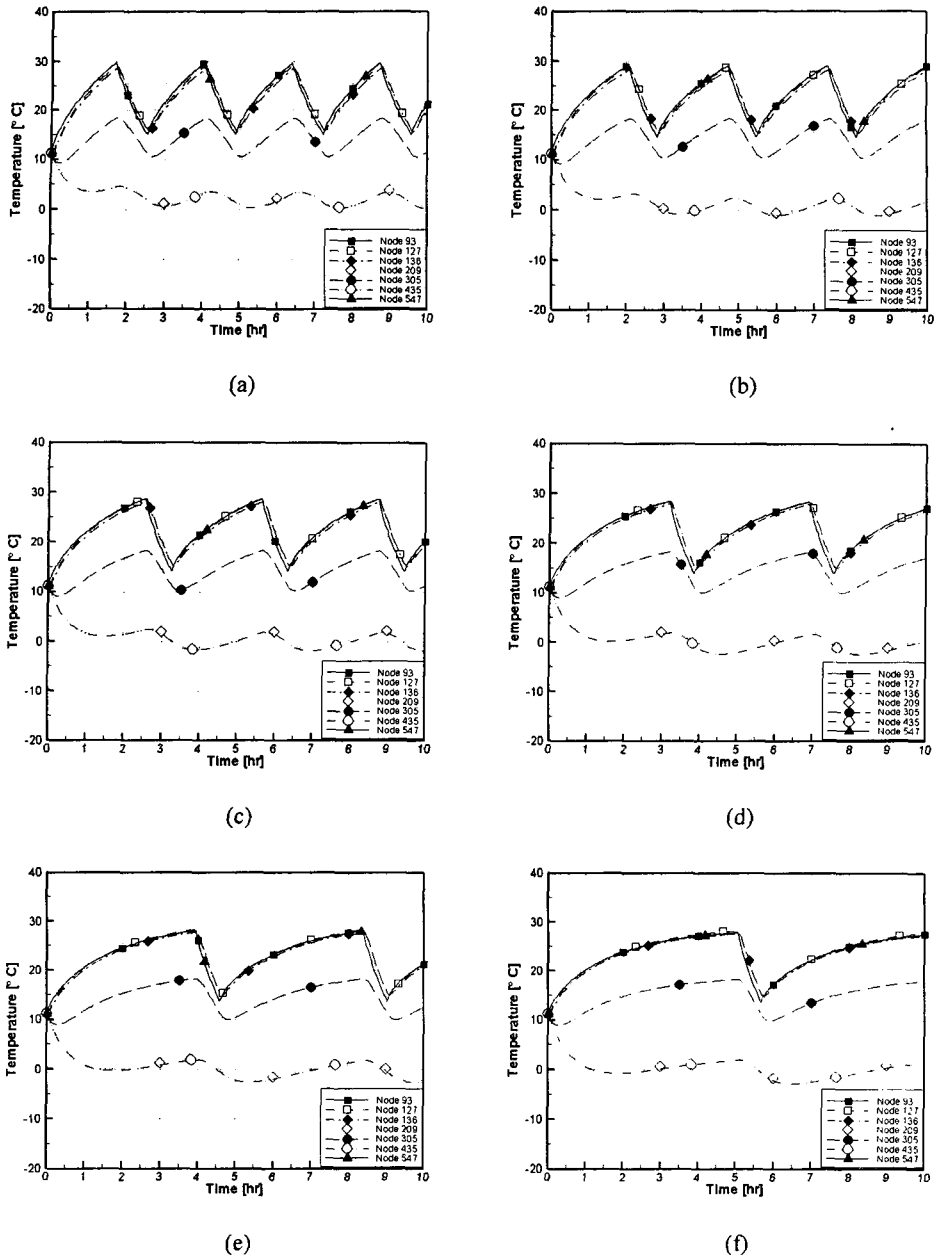 Temperature [° C]
40
30
20
10
0
-10
-20
0 1 2 3 4 5 6 7 8 9 10
Time [hr]
Node 93
Node 127
Node 136
Node 209
Node 305
Node 435
Node 547
(a)
Temperature [° C]
40
30
20
10
0
-10
-20
0 1 2 3 4 5 6 7 8 9 10
Time [hr]
Node 93
Node 127
Node 136
Node 209
Node 305
Node 435
Node 547
(b)
Temperature [° C]
40
30
20
10
0
-10
-20
0 1 2 3 4 5 6 7 8 9 10
Time [hr]
Node 93
Node 127
Node 136
Node 209
Node 305
Node 435
Node 547
(c)
Temperature [° C]
40
30
20
10
0
-10
-20
0 1 2 3 4 5 6 7 8 9 10
Time [hr]
Node 93
Node 127
Node 136
Node 209
Node 305
Node 435
Node 547
(d)
Temperature [° C]
40
30
20
10
0
-10
-20
0 1 2 3 4 5 6 7 8 9 10
Time [hr]
Node 93
Node 127
Node 136
Node 209
Node 305
Node 435
Node 547
(e)
Temperature [° C]
40
30
20
10
0
-10
-20
0 1 2 3 4 5 6 7 8 9 10
Time [hr]
Node 93
Node 127
Node 136
Node 209
Node 305
Node 435
Node 547
(f)